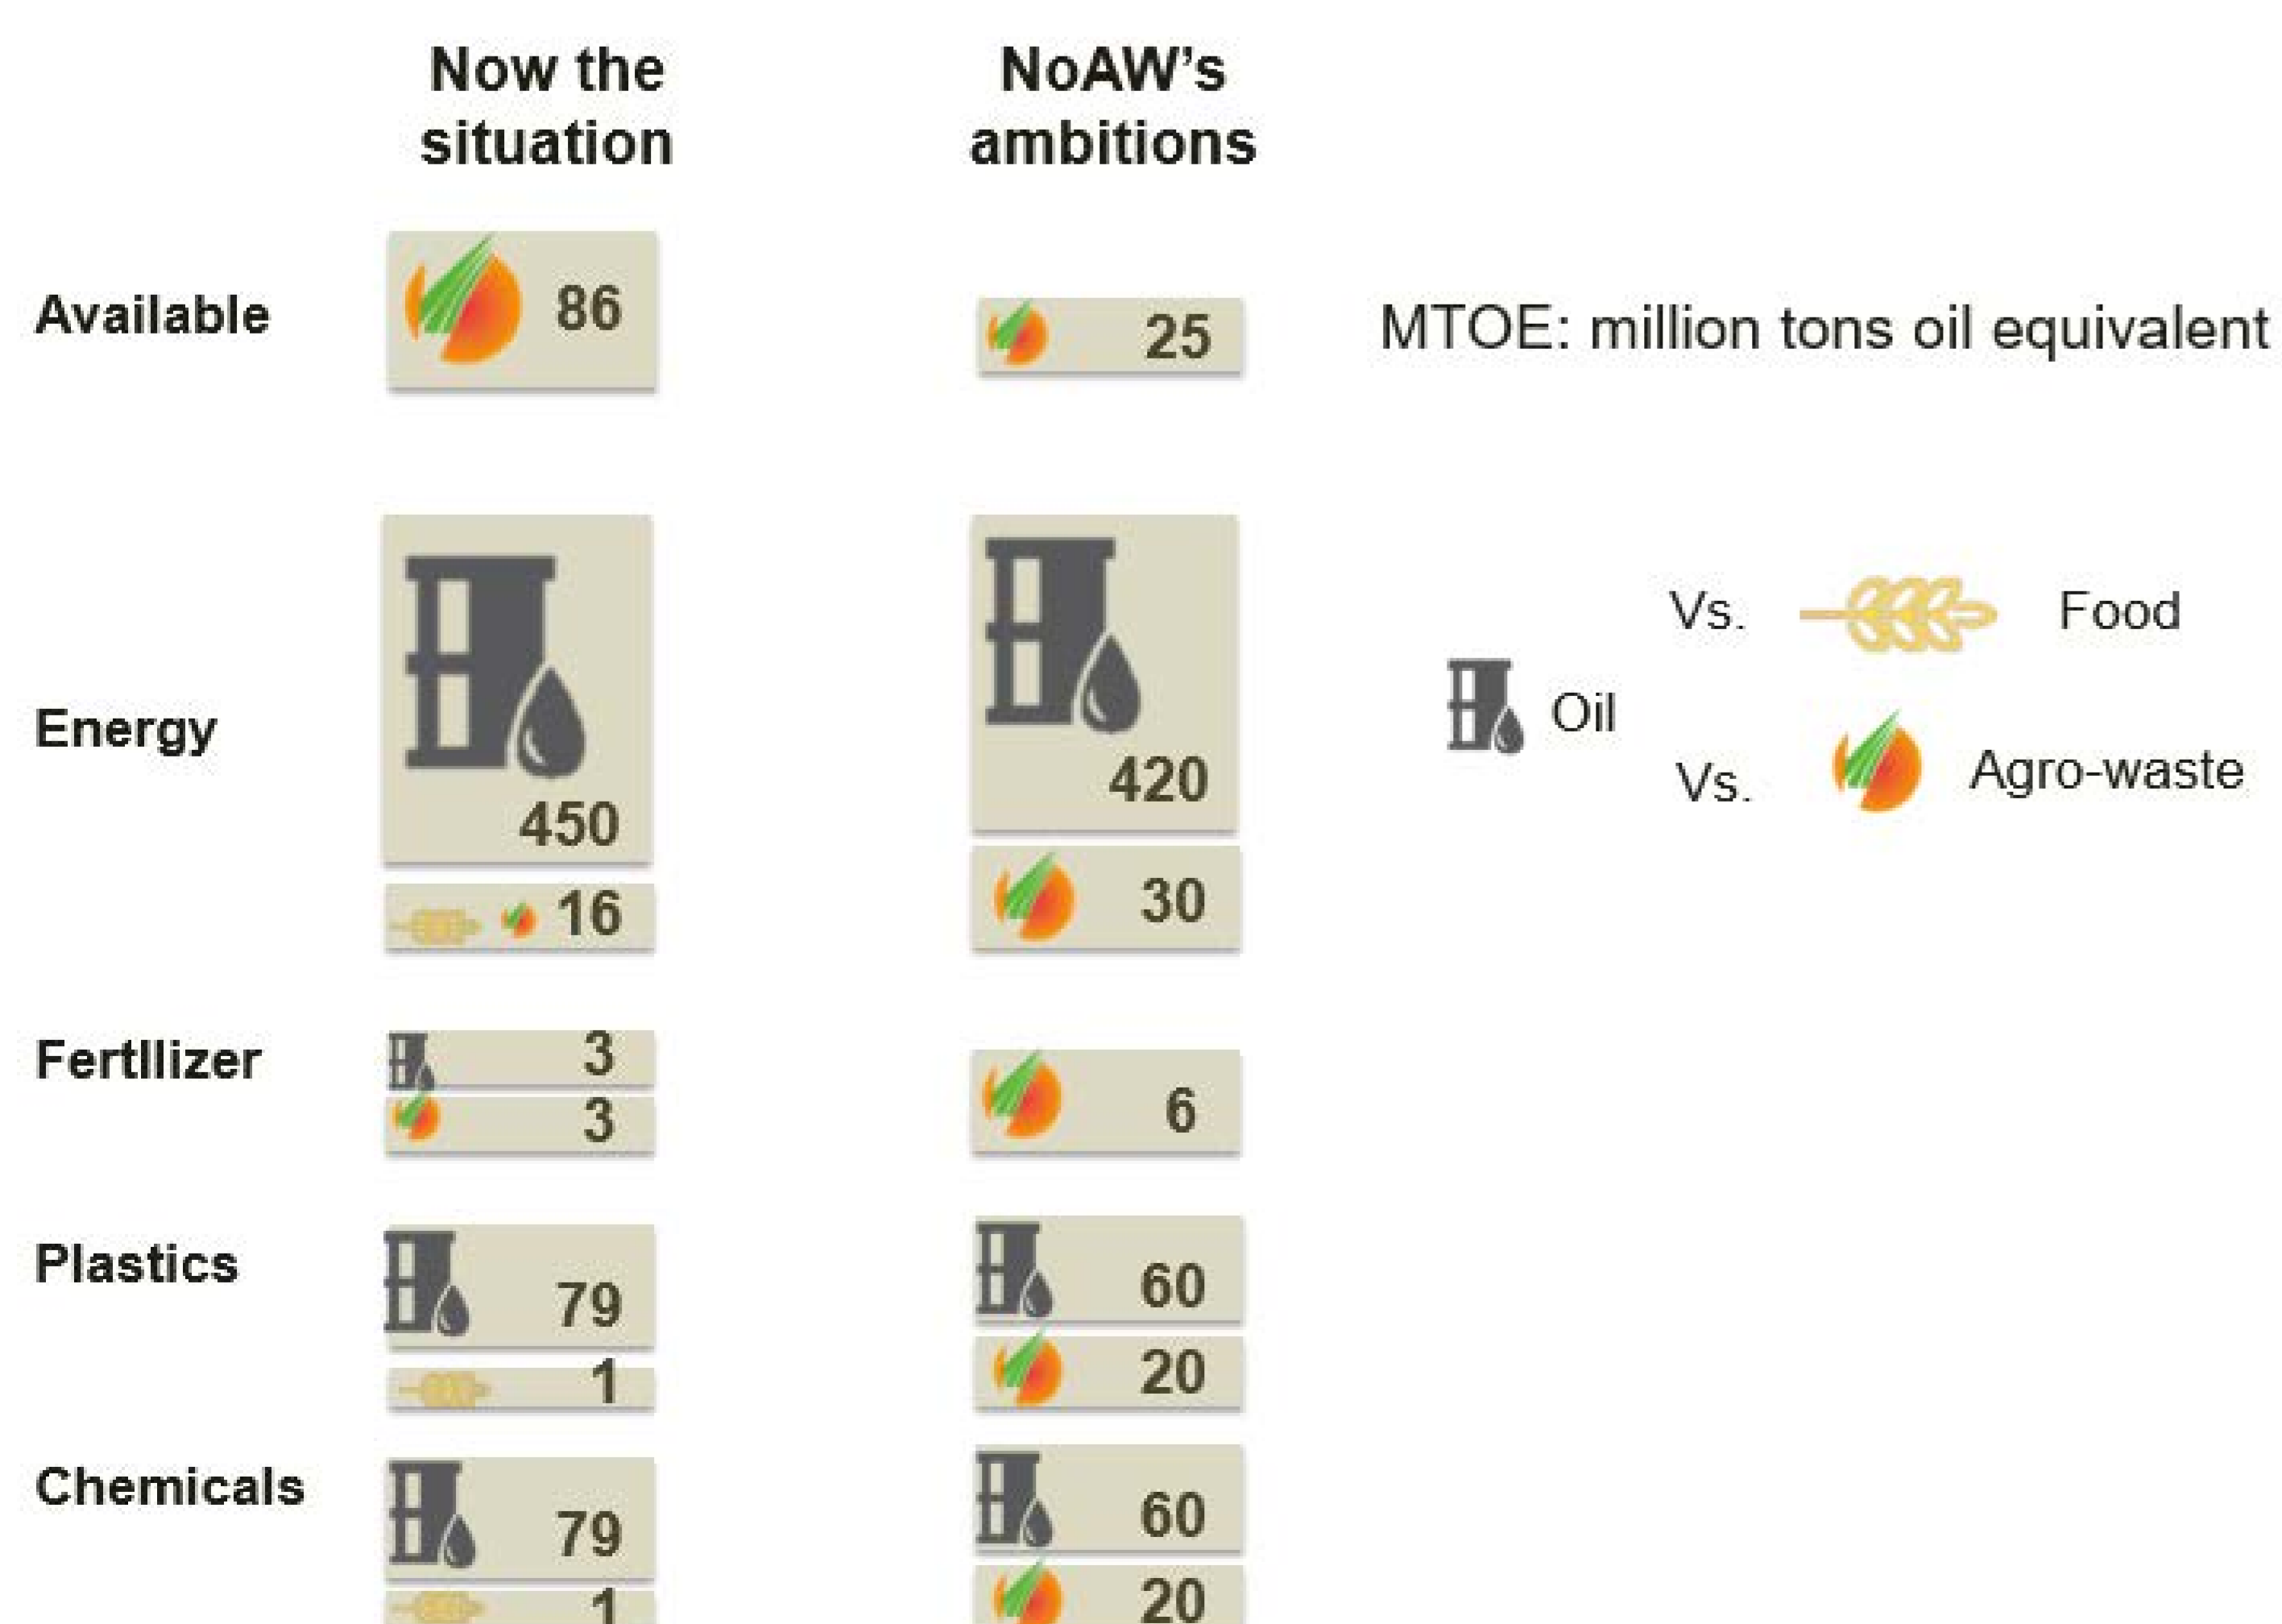 Now the
situation
NoAW's
ambitions
Available
86
25
MTOE: million tons oil equivalent
Energy
450
420
16
30
Vs.
Food
Oil
Vs.
Agro-waste
Fertllizer
3
3
6
Plastics
79
60
1
20
Chemicals
79
60
1
20